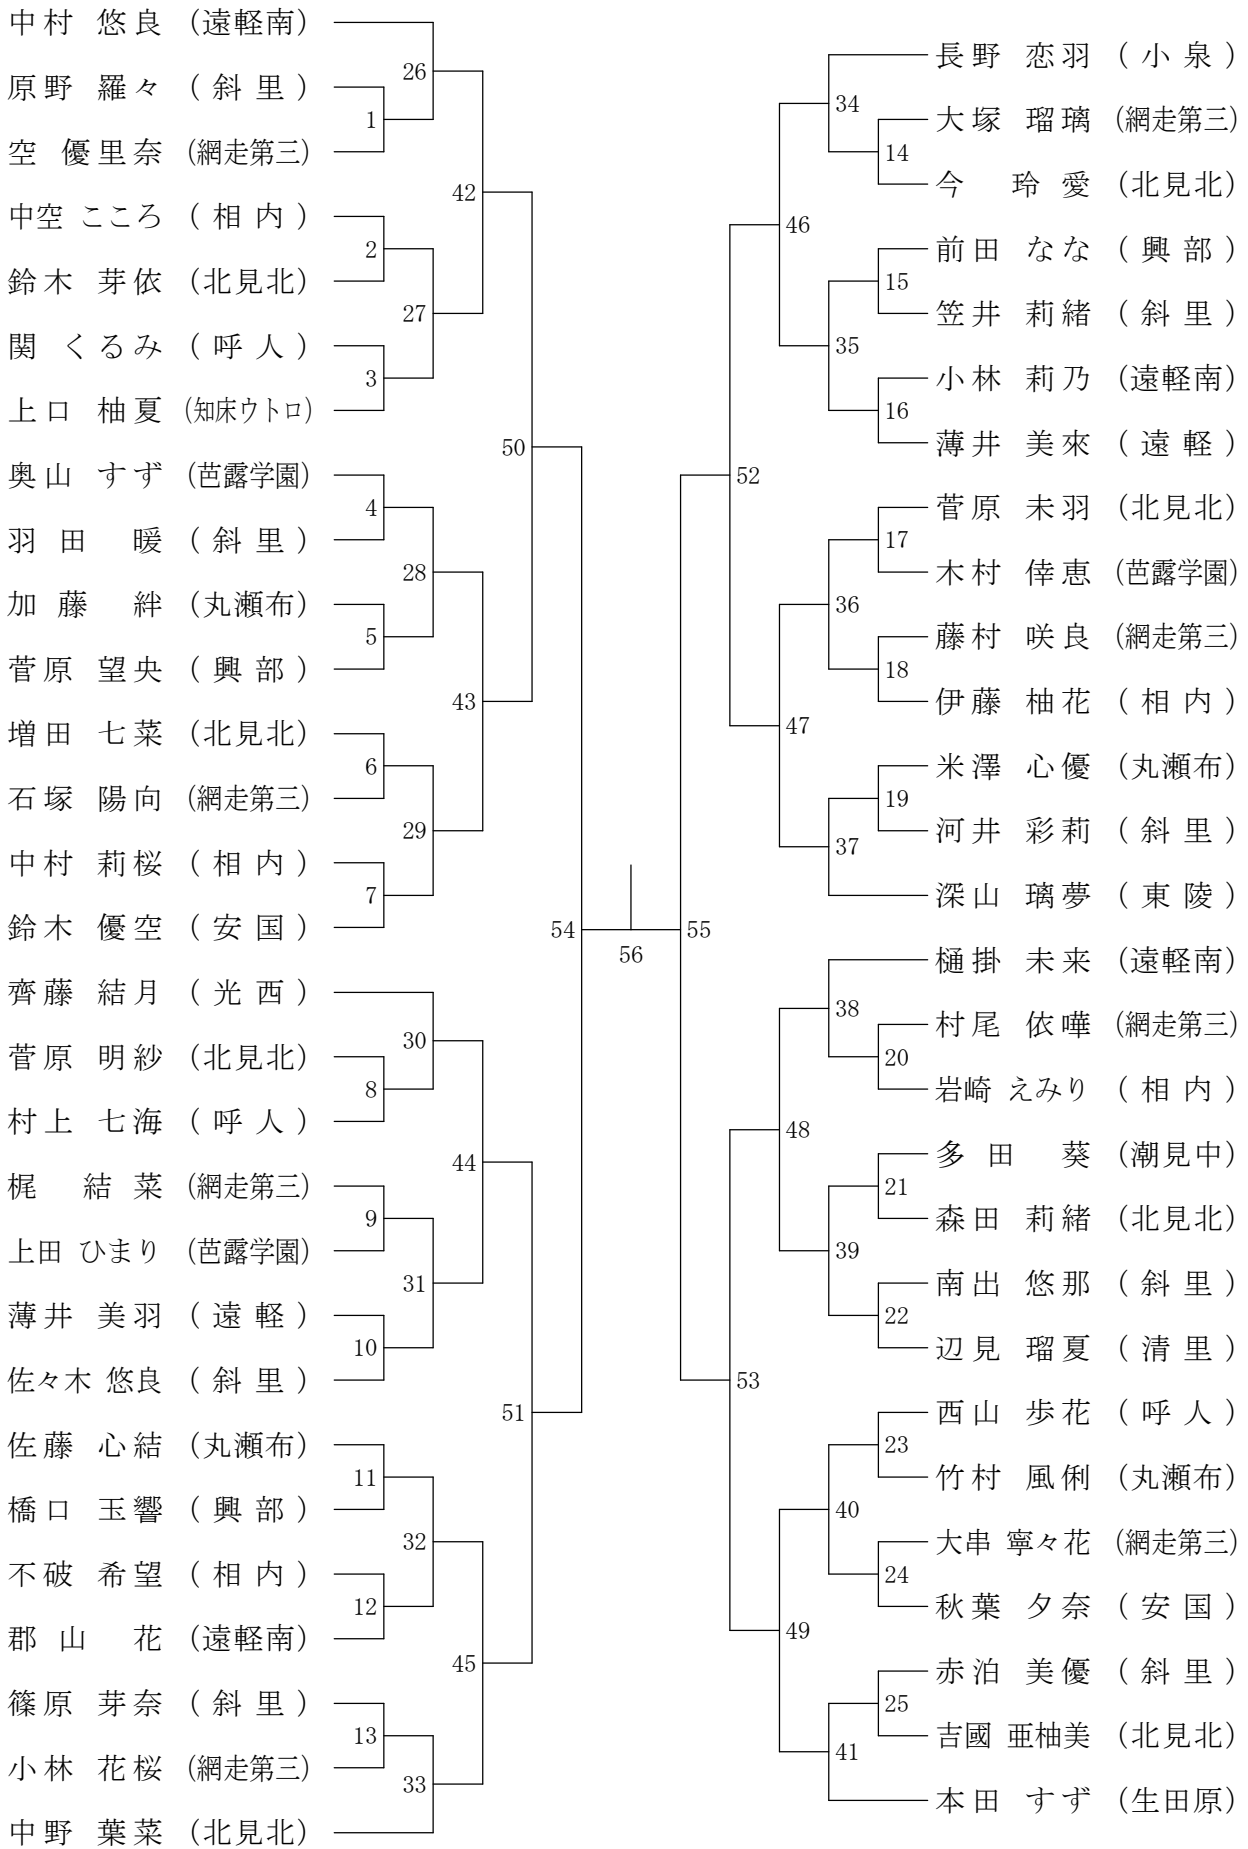 中村 悠良 (遠軽南)
原野 羅々 (斜里)
空 優里奈 (網走第三)
中空 こころ (相内)
鈴木 芽依 (北見北)
関 くるみ (呼人)
上口 柚夏 (知床ウトロ)
奥山 すず (芭露学園)
羽田 暖 (斜里)
加藤 絆 (丸瀬布)
菅原 望央 (興部)
増田 七菜 (北見北)
石塚 陽向 (網走第三)
中村 莉桜 (相内)
鈴木 優空 (安国)
齊藤 結月 (光西)
菅原 明紗 (北見北)
村上 七海 (呼人)
梶 結菜 (網走第三)
上田 ひまり (芭露学園)
薄井 美羽 (遠軽)
佐々木 悠良 (斜里)
佐藤 心結 (丸瀬布)
橋口 玉響 (興部)
不破 希望 (相内)
郡山 花 (遠軽南)
篠原 芽奈 (斜里)
小林 花桜 (網走第三)
中野 葉菜 (北見北)
1
2
3
4
5
6
7
8
9
10
11
12
13
26
27
28
29
30
31
32
33
42
43
44
45
50
51
54
56
55
52
53
46
47
48
49
34
35
36
37
38
39
40
41
14
15
16
17
18
19
20
21
22
23
24
25
長野 恋羽 (小泉)
大塚 瑠璃 (網走第三)
今 玲愛 (北見北)
前田 なな (興部)
笠井 莉緒 (斜里)
小林 莉乃 (遠軽南)
薄井 美來 (遠軽)
菅原 未羽 (北見北)
木村 倖恵 (芭露学園)
藤村 咲良 (網走第三)
伊藤 柚花 (相内)
米澤 心優 (丸瀬布)
河井 彩莉 (斜里)
深山 璃夢 (東陵)
樋掛 未来 (遠軽南)
村尾 依嘩 (網走第三)
岩崎 えみり (相内)
多田 葵 (潮見中)
森田 莉緒 (北見北)
南出 悠那 (斜里)
辺見 瑠夏 (清里)
西山 歩花 (呼人)
竹村 風俐 (丸瀬布)
大串 寧々花 (網走第三)
秋葉 夕奈 (安国)
赤泊 美優 (斜里)
吉國 亜柚美 (北見北)
本田 すず (生田原)